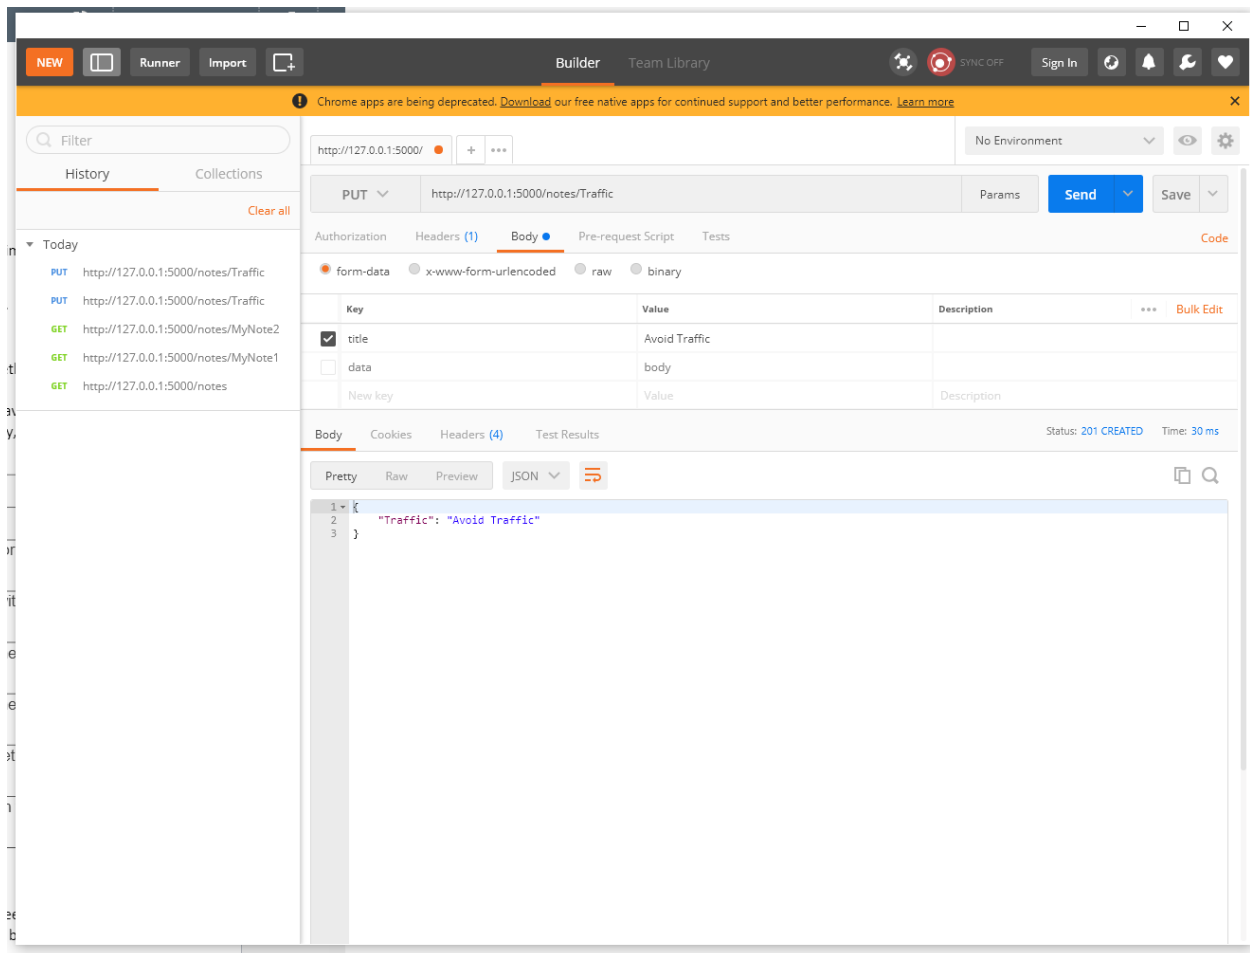 NEW Runner Import Builder Team Library SYNC OFF Sign In
Chrome apps are being deprecated. Download our free native apps for continued support and better performance. Learn more
Filter
History Collections
Clear all
Today
PUT http://127.0.0.1:5000/notes/Traffic
PUT http://127.0.0.1:5000/notes/Traffic
GET http://127.0.0.1:5000/notes/MyNote2
GET http://127.0.0.1:5000/notes/MyNote1
GET http://127.0.0.1:5000/notes
http://127.0.0.1:5000/ + ••• No Environment
PUT http://127.0.0.1:5000/notes/Traffic Params Send Save
Authorization Headers (1) Body Pre-request Script Tests Code
form-data x-www-form-urlencoded raw binary
Key Value Description ••• Bulk Edit
title Avoid Traffic
data body
New key Value Description
Body Cookies Headers (4) Test Results Status: 201 CREATED Time: 30 ms
Pretty Raw Preview JSON
1 {
2 "Traffic": "Avoid Traffic"
3 }